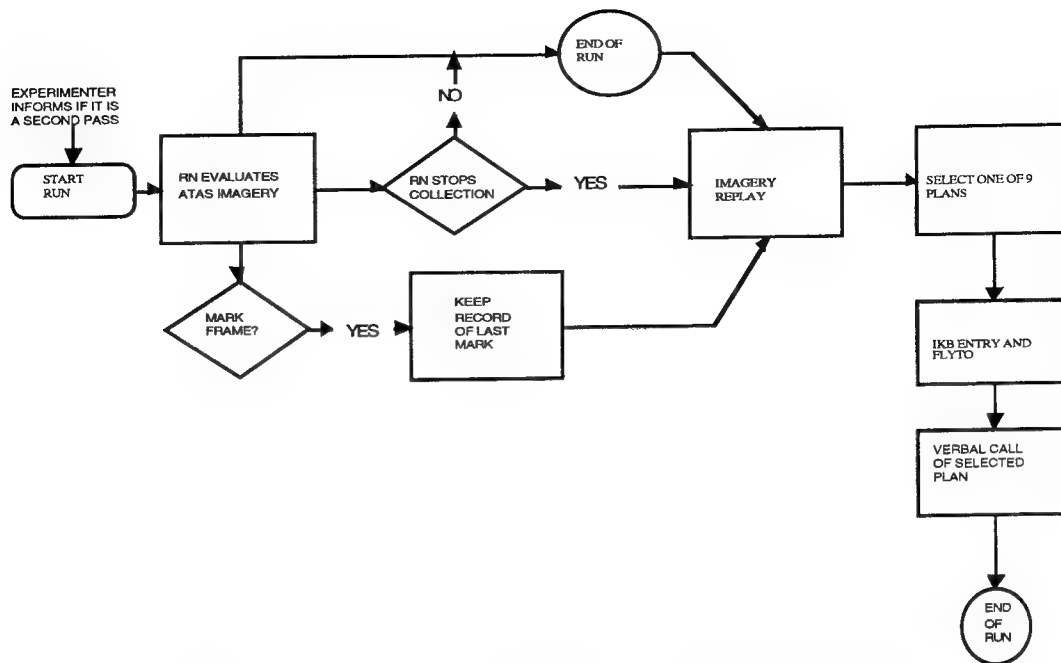 EXPERIMENTER
INFORMS IF IT IS
A SECOND PASS
START
RUN
RN EVALUATES
ATAS IMAGERY
NO
RN STOPS
COLLECTION
YES
END OF
RUN
IMAGERY
REPLAY
SELECT ONE OF 9
PLANS
MARK
FRAME?
YES
KEEP
RECORD
OF LAST
MARK
IKB ENTRY AND
FLYTO
VERBAL CALL
OF SELECTED
PLAN
END
OF
RUN